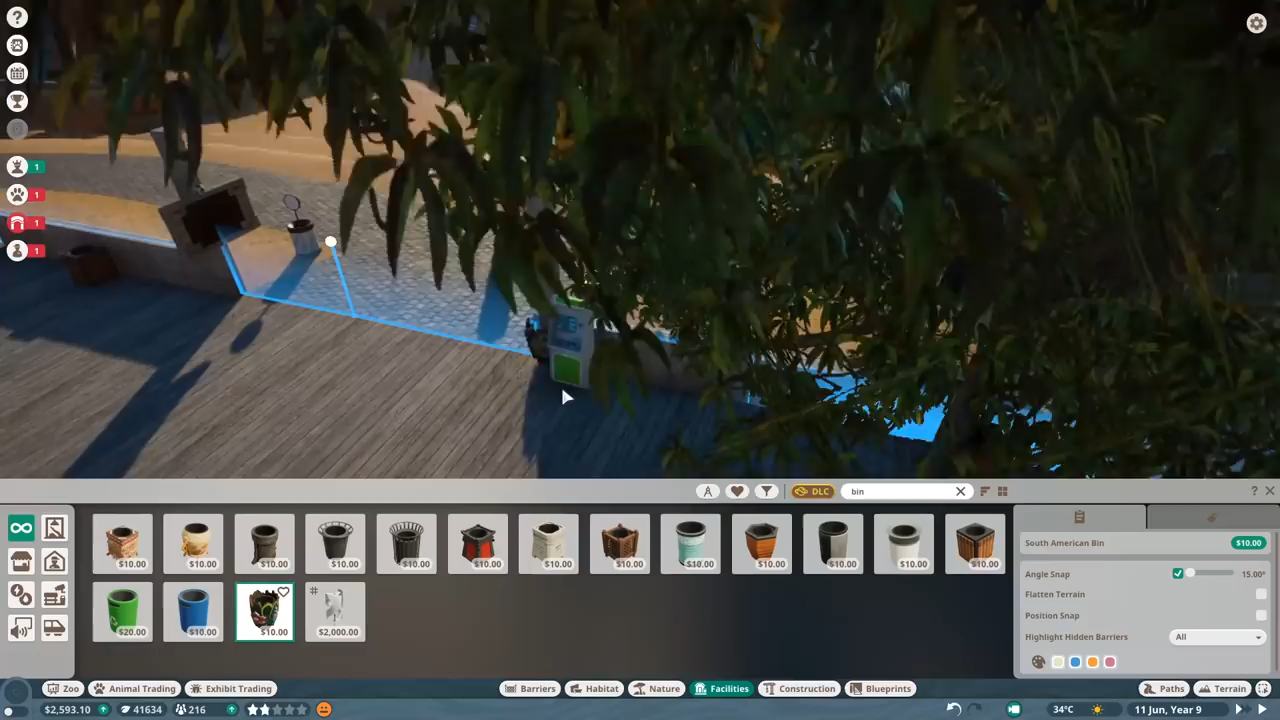 ?
1
1
1
1
DLC
bin
? ×
$10.00 $10.00 $10.00 $10.00 $10.00 $10.00 $10.00 $10.00 $10.00 $10.00 $10.00 $10.00 $10.00
$20.00 $10.00 $10.00 $2,000.00
South American Bin $10.00
Angle Snap 15.00°
Flatten Terrain
Position Snap
Highlight Hidden Barriers All
Zoo Animal Trading Exhibit Trading Barriers Habitat Nature Facilities Construction Blueprints Paths Terrain
$2,593.10 41634 216 34°C 11 Jun, Year 9